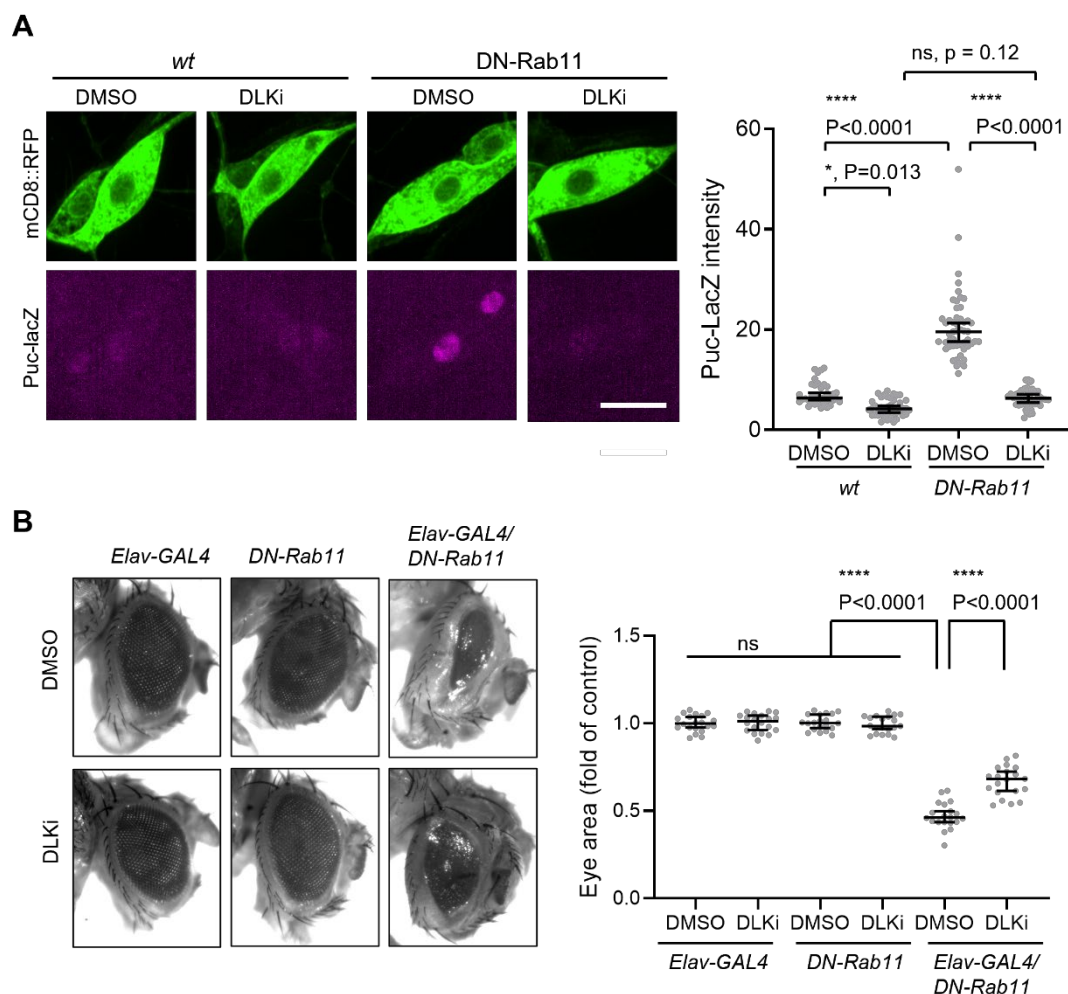 A
wt
DN-Rab11
DMSO
DLKi
DMSO
DLKi
mCD8::RFP
Puc-lacZ
ns, p = 0.12
****
****
P<0.0001
P<0.0001
*, P=0.013
Puc-LacZ intensity
60
40
20
0
DMSO
DLKi
DMSO
DLKi
wt
DN-Rab11
B
Elav-GAL4
DN-Rab11
Elav-GAL4/
DN-Rab11
DMSO
DLKi
****
****
P<0.0001
P<0.0001
ns
Eye area (fold of control)
1.5
1.0
0.5
0.0
DMSO
DLKi
DMSO
DLKi
DMSO
DLKi
Elav-GAL4
DN-Rab11
Elav-GAL4/
DN-Rab11